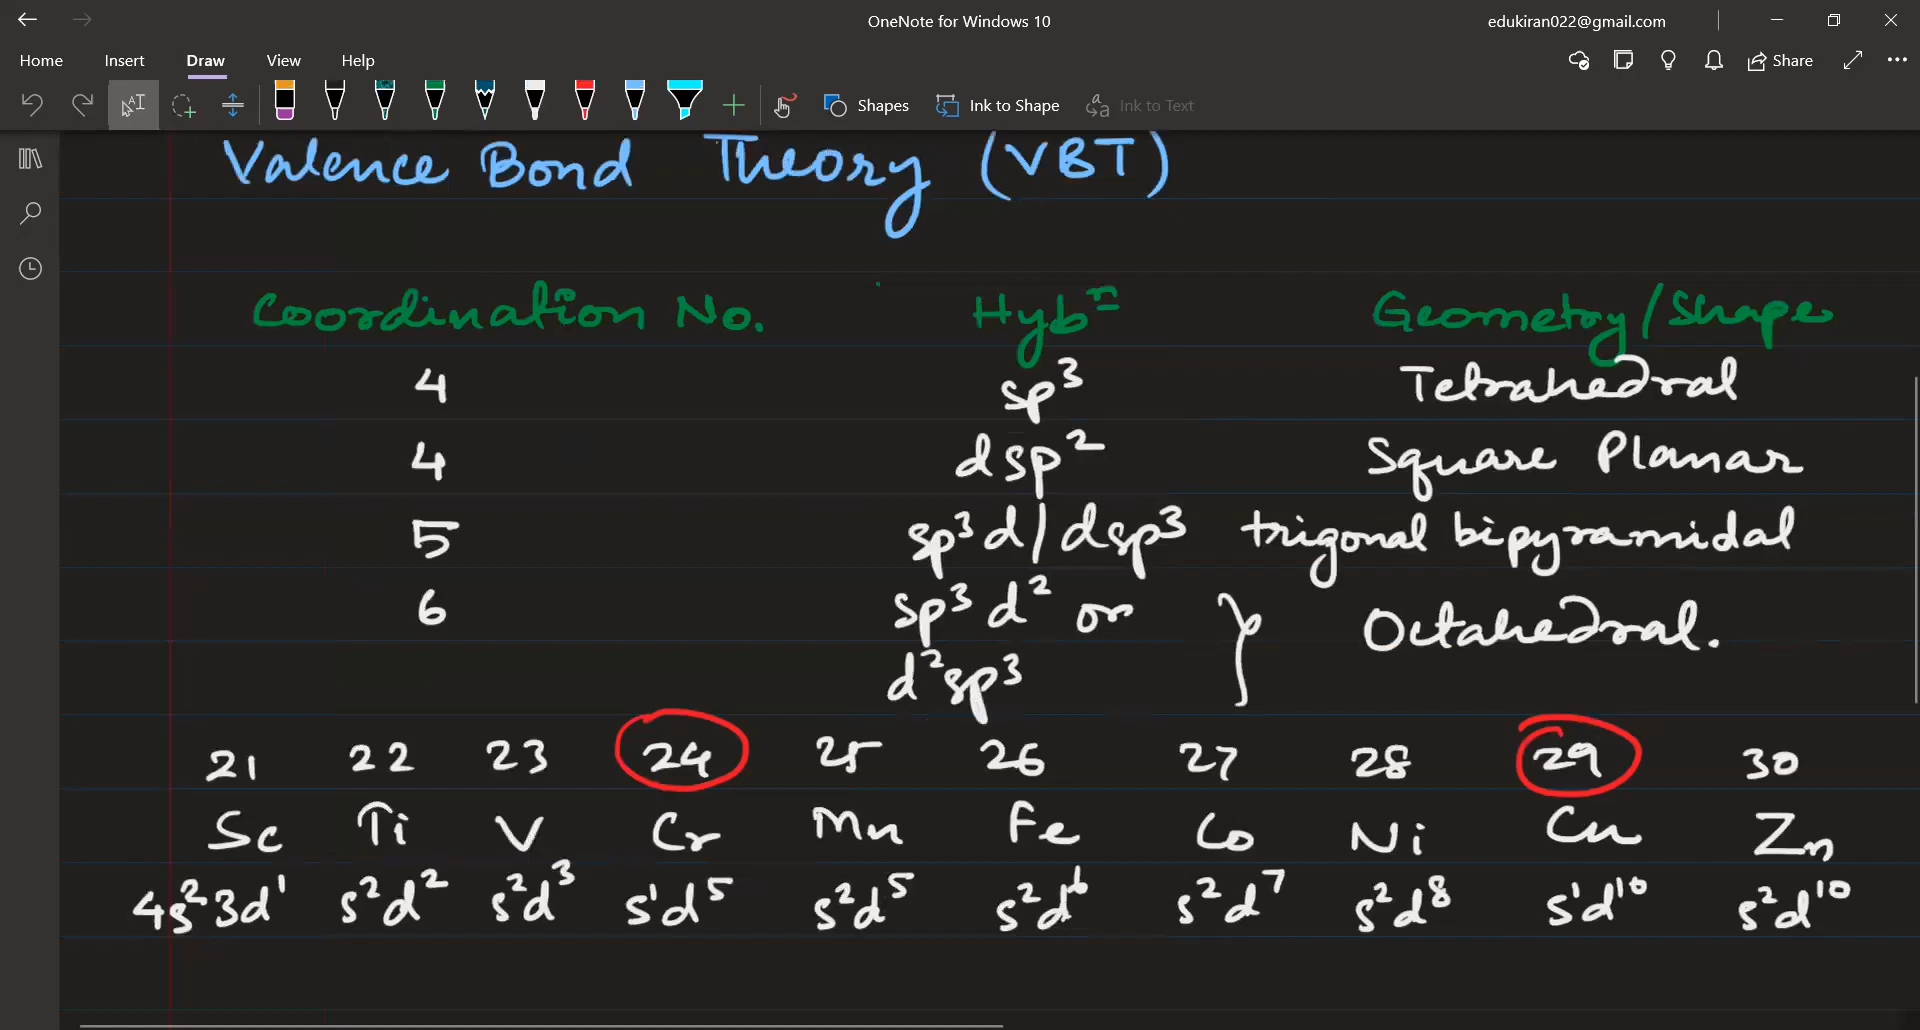 OneNote for Windows 10
edukiran022@gmail.com
Home Insert Draw View Help Share
Shapes Ink to Shape Ink to Text
Valence Bond Theory (VBT)
Coordination No. Hybⁿ Geometry/Shape
4 sp³ Tetrahedral
4 dsp² Square Planar
5 sp³d/dsp³ trigonal bipyramidal
6 sp³d² or } Octahedral.
d²sp³
21 22 23 24 25 26 27 28 29 30
Sc Ti V Cr Mn Fe Co Ni Cu Zn
4s²3d¹ s²d² s²d³ s¹d⁵ s²d⁵ s²d⁶ s²d⁷ s²d⁸ s¹d¹⁰ s²d¹⁰